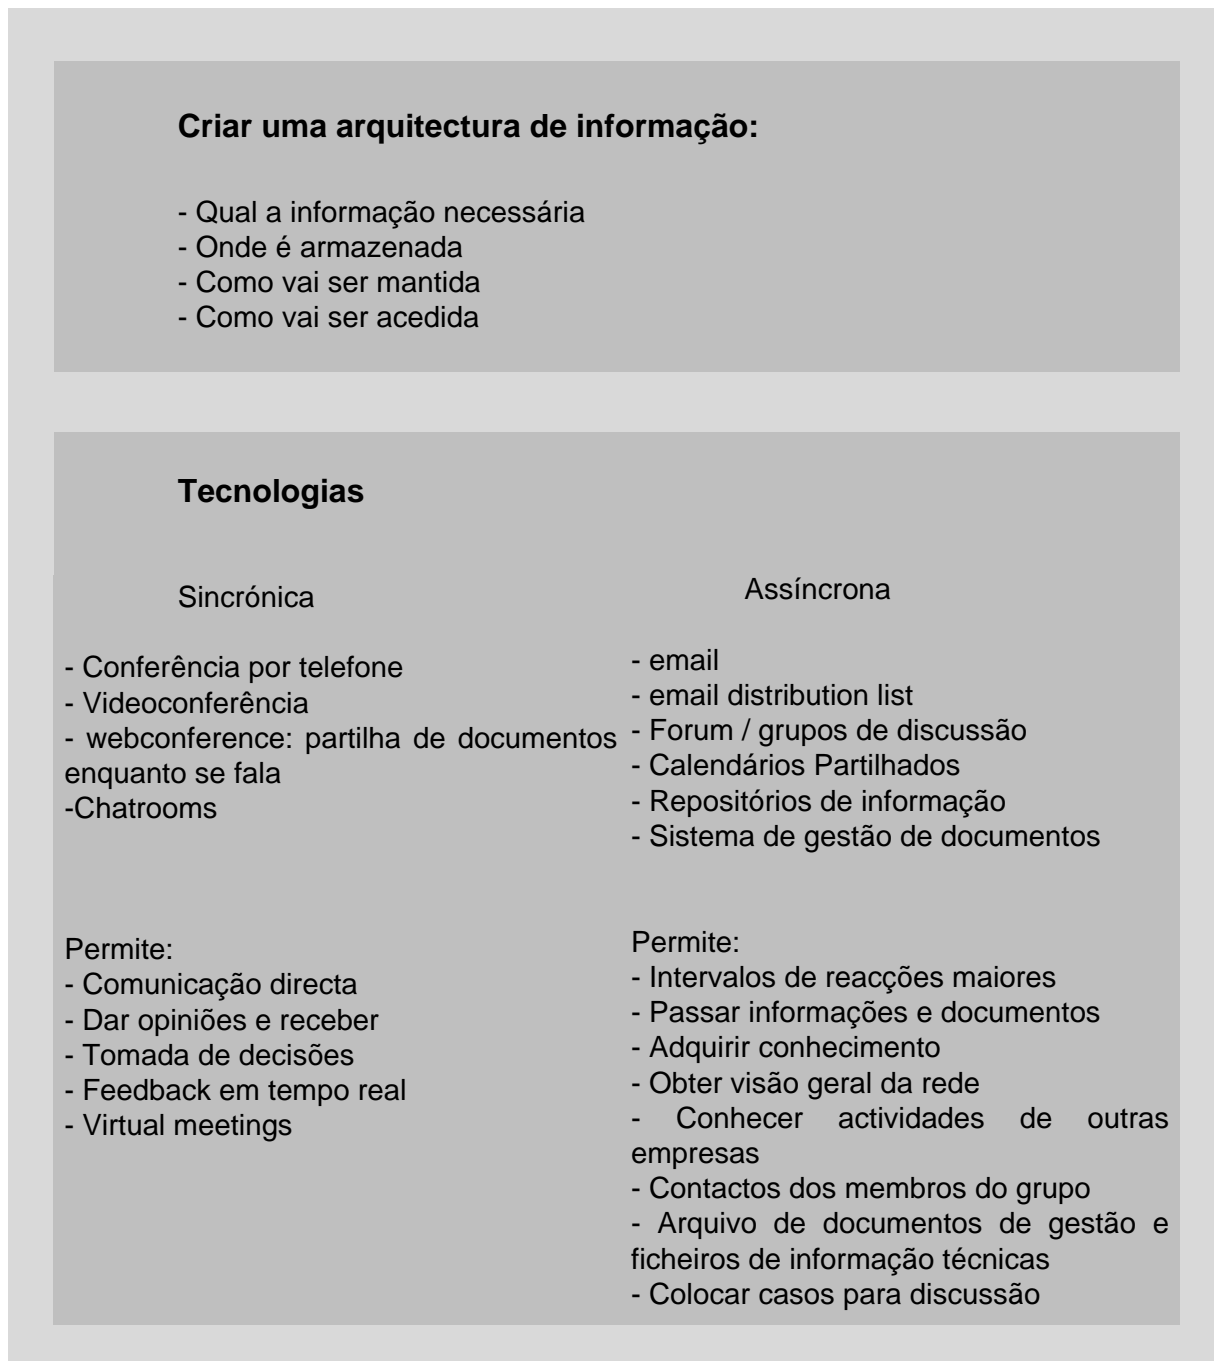 Criar uma arquitectura de informação:
- Qual a informação necessária
- Onde é armazenada
- Como vai ser mantida
- Como vai ser acedida
Tecnologias
Sincrónica
- Conferência por telefone
- Videoconferência
- webconference: partilha de documentos
enquanto se fala
-Chatrooms
Permite:
- Comunicação directa
- Dar opiniões e receber
- Tomada de decisões
- Feedback em tempo real
- Virtual meetings
Assíncrona
- email
- email distribution list
- Forum / grupos de discussão
- Calendários Partilhados
- Repositórios de informação
- Sistema de gestão de documentos
Permite:
- Intervalos de reacções maiores
- Passar informações e documentos
- Adquirir conhecimento
- Obter visão geral da rede
- Conhecer actividades de outras
empresas
- Contactos dos membros do grupo
- Arquivo de documentos de gestão e
ficheiros de informação técnicas
- Colocar casos para discussão